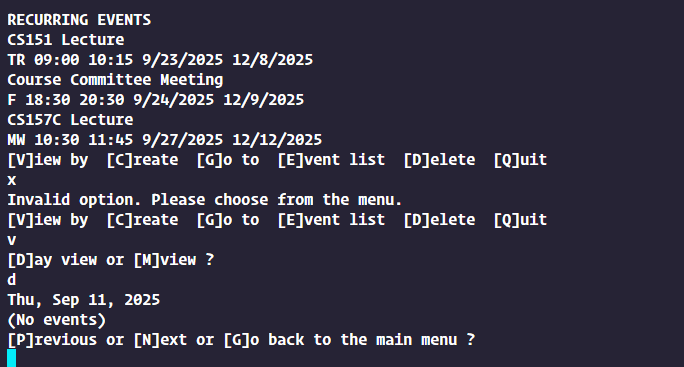 RECURRING EVENTS
CS151 Lecture
TR 09:00 10:15 9/23/2025 12/8/2025
Course Committee Meeting
F 18:30 20:30 9/24/2025 12/9/2025
CS157C Lecture
MW 10:30 11:45 9/27/2025 12/12/2025
[V]iew by  [C]reate  [G]o to  [E]vent list  [D]elete  [Q]uit
x
Invalid option. Please choose from the menu.
[V]iew by  [C]reate  [G]o to  [E]vent list  [D]elete  [Q]uit
v
[D]ay view or [M]view ?
d
Thu, Sep 11, 2025
(No events)
[P]revious or [N]ext or [G]o back to the main menu ?